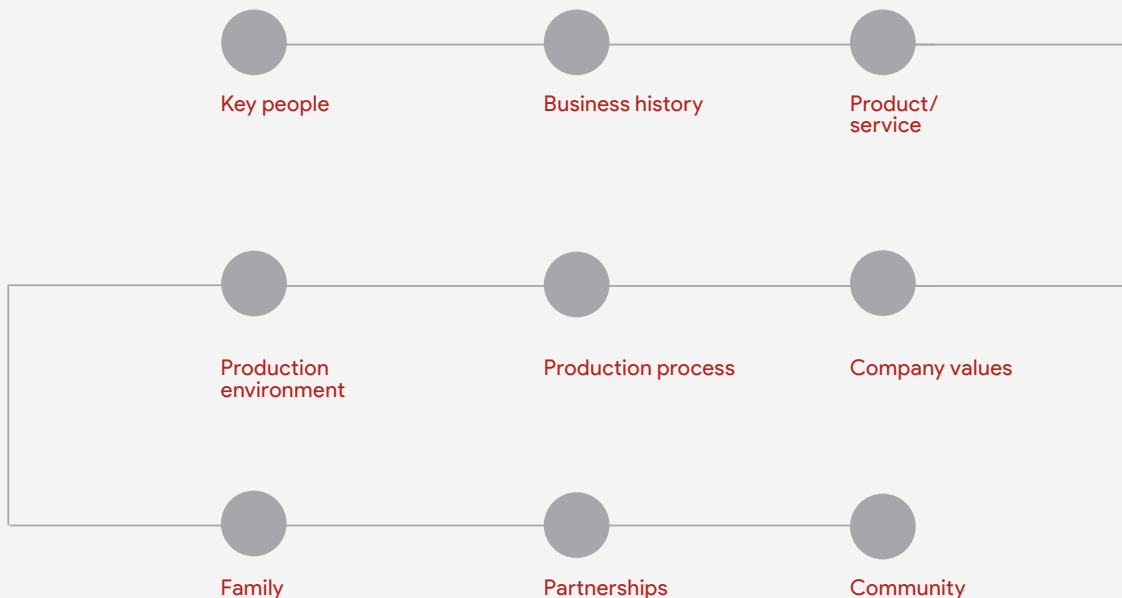 Key people
Business history
Product/
service
Production
environment
Production process
Company values
Family
Partnerships
Community